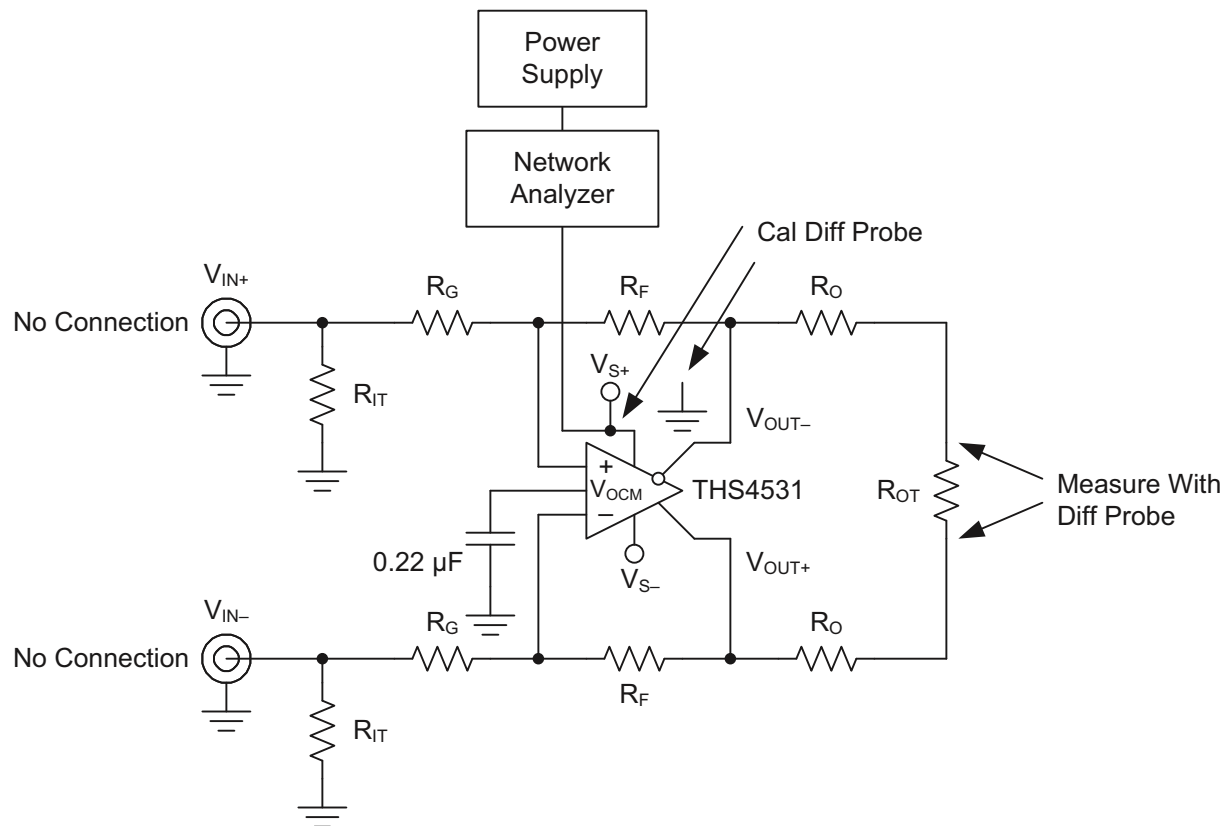 Power
Supply
Network
Analyzer
Cal Diff Probe
V_IN+
R_G
R_F
R_O
No Connection
V_S+
R_IT
V_OUT–
+
V_OCM
THS4531
–
R_OT
Measure With
Diff Probe
0.22 µF
V_S–
V_OUT+
V_IN–
R_G
R_O
No Connection
R_F
R_IT